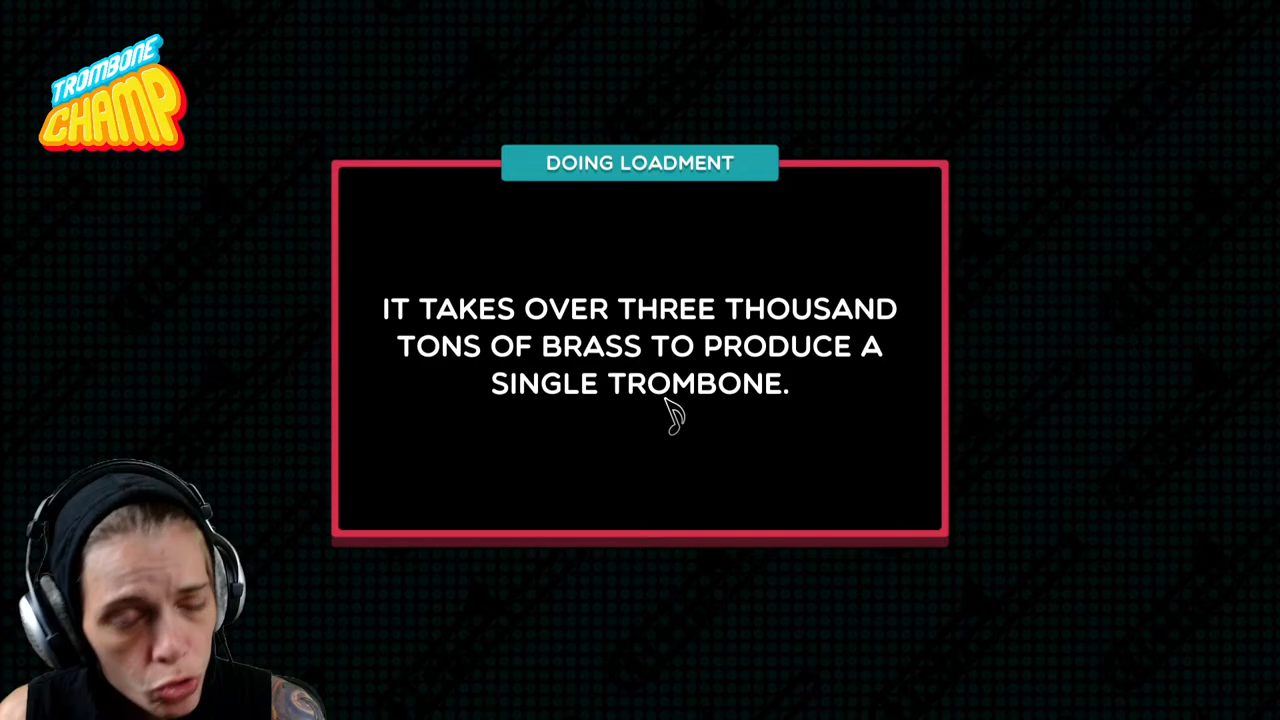 TROMBONE
CHAMP
DOING LOADMENT
IT TAKES OVER THREE THOUSAND
TONS OF BRASS TO PRODUCE A
SINGLE TROMBONE.